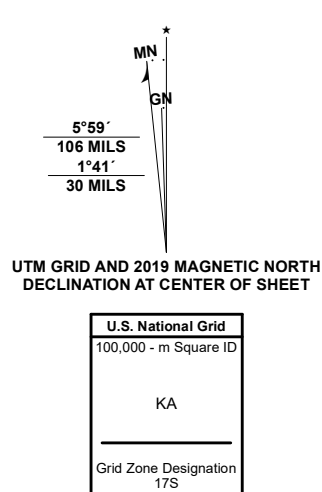 ★
MN
GN
5°59´
106 MILS
1°41´
30 MILS
UTM GRID AND 2019 MAGNETIC NORTH
DECLINATION AT CENTER OF SHEET
U.S. National Grid
100,000 - m Square ID
KA
Grid Zone Designation
17S